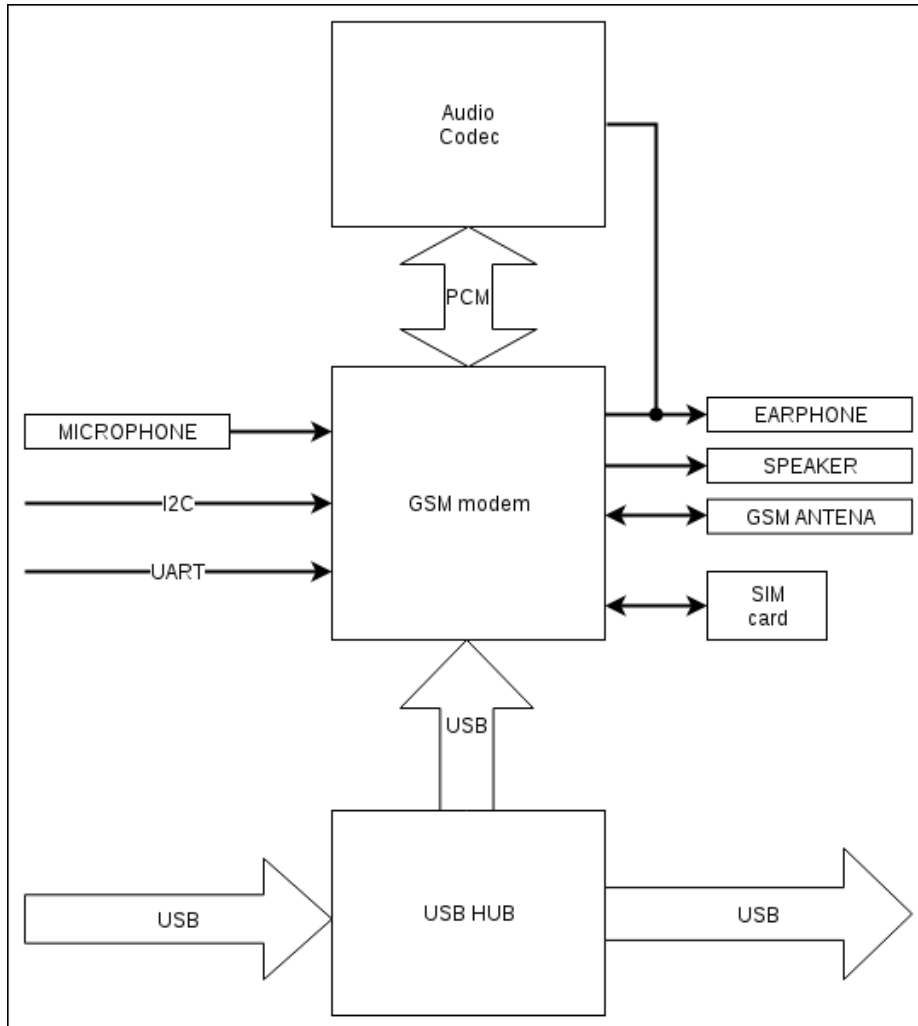 Audio
Codec
PCM
MICROPHONE
EARPHONE
SPEAKER
I2C
GSM modem
GSM ANTENA
UART
SIM
card
USB
USB
USB HUB
USB